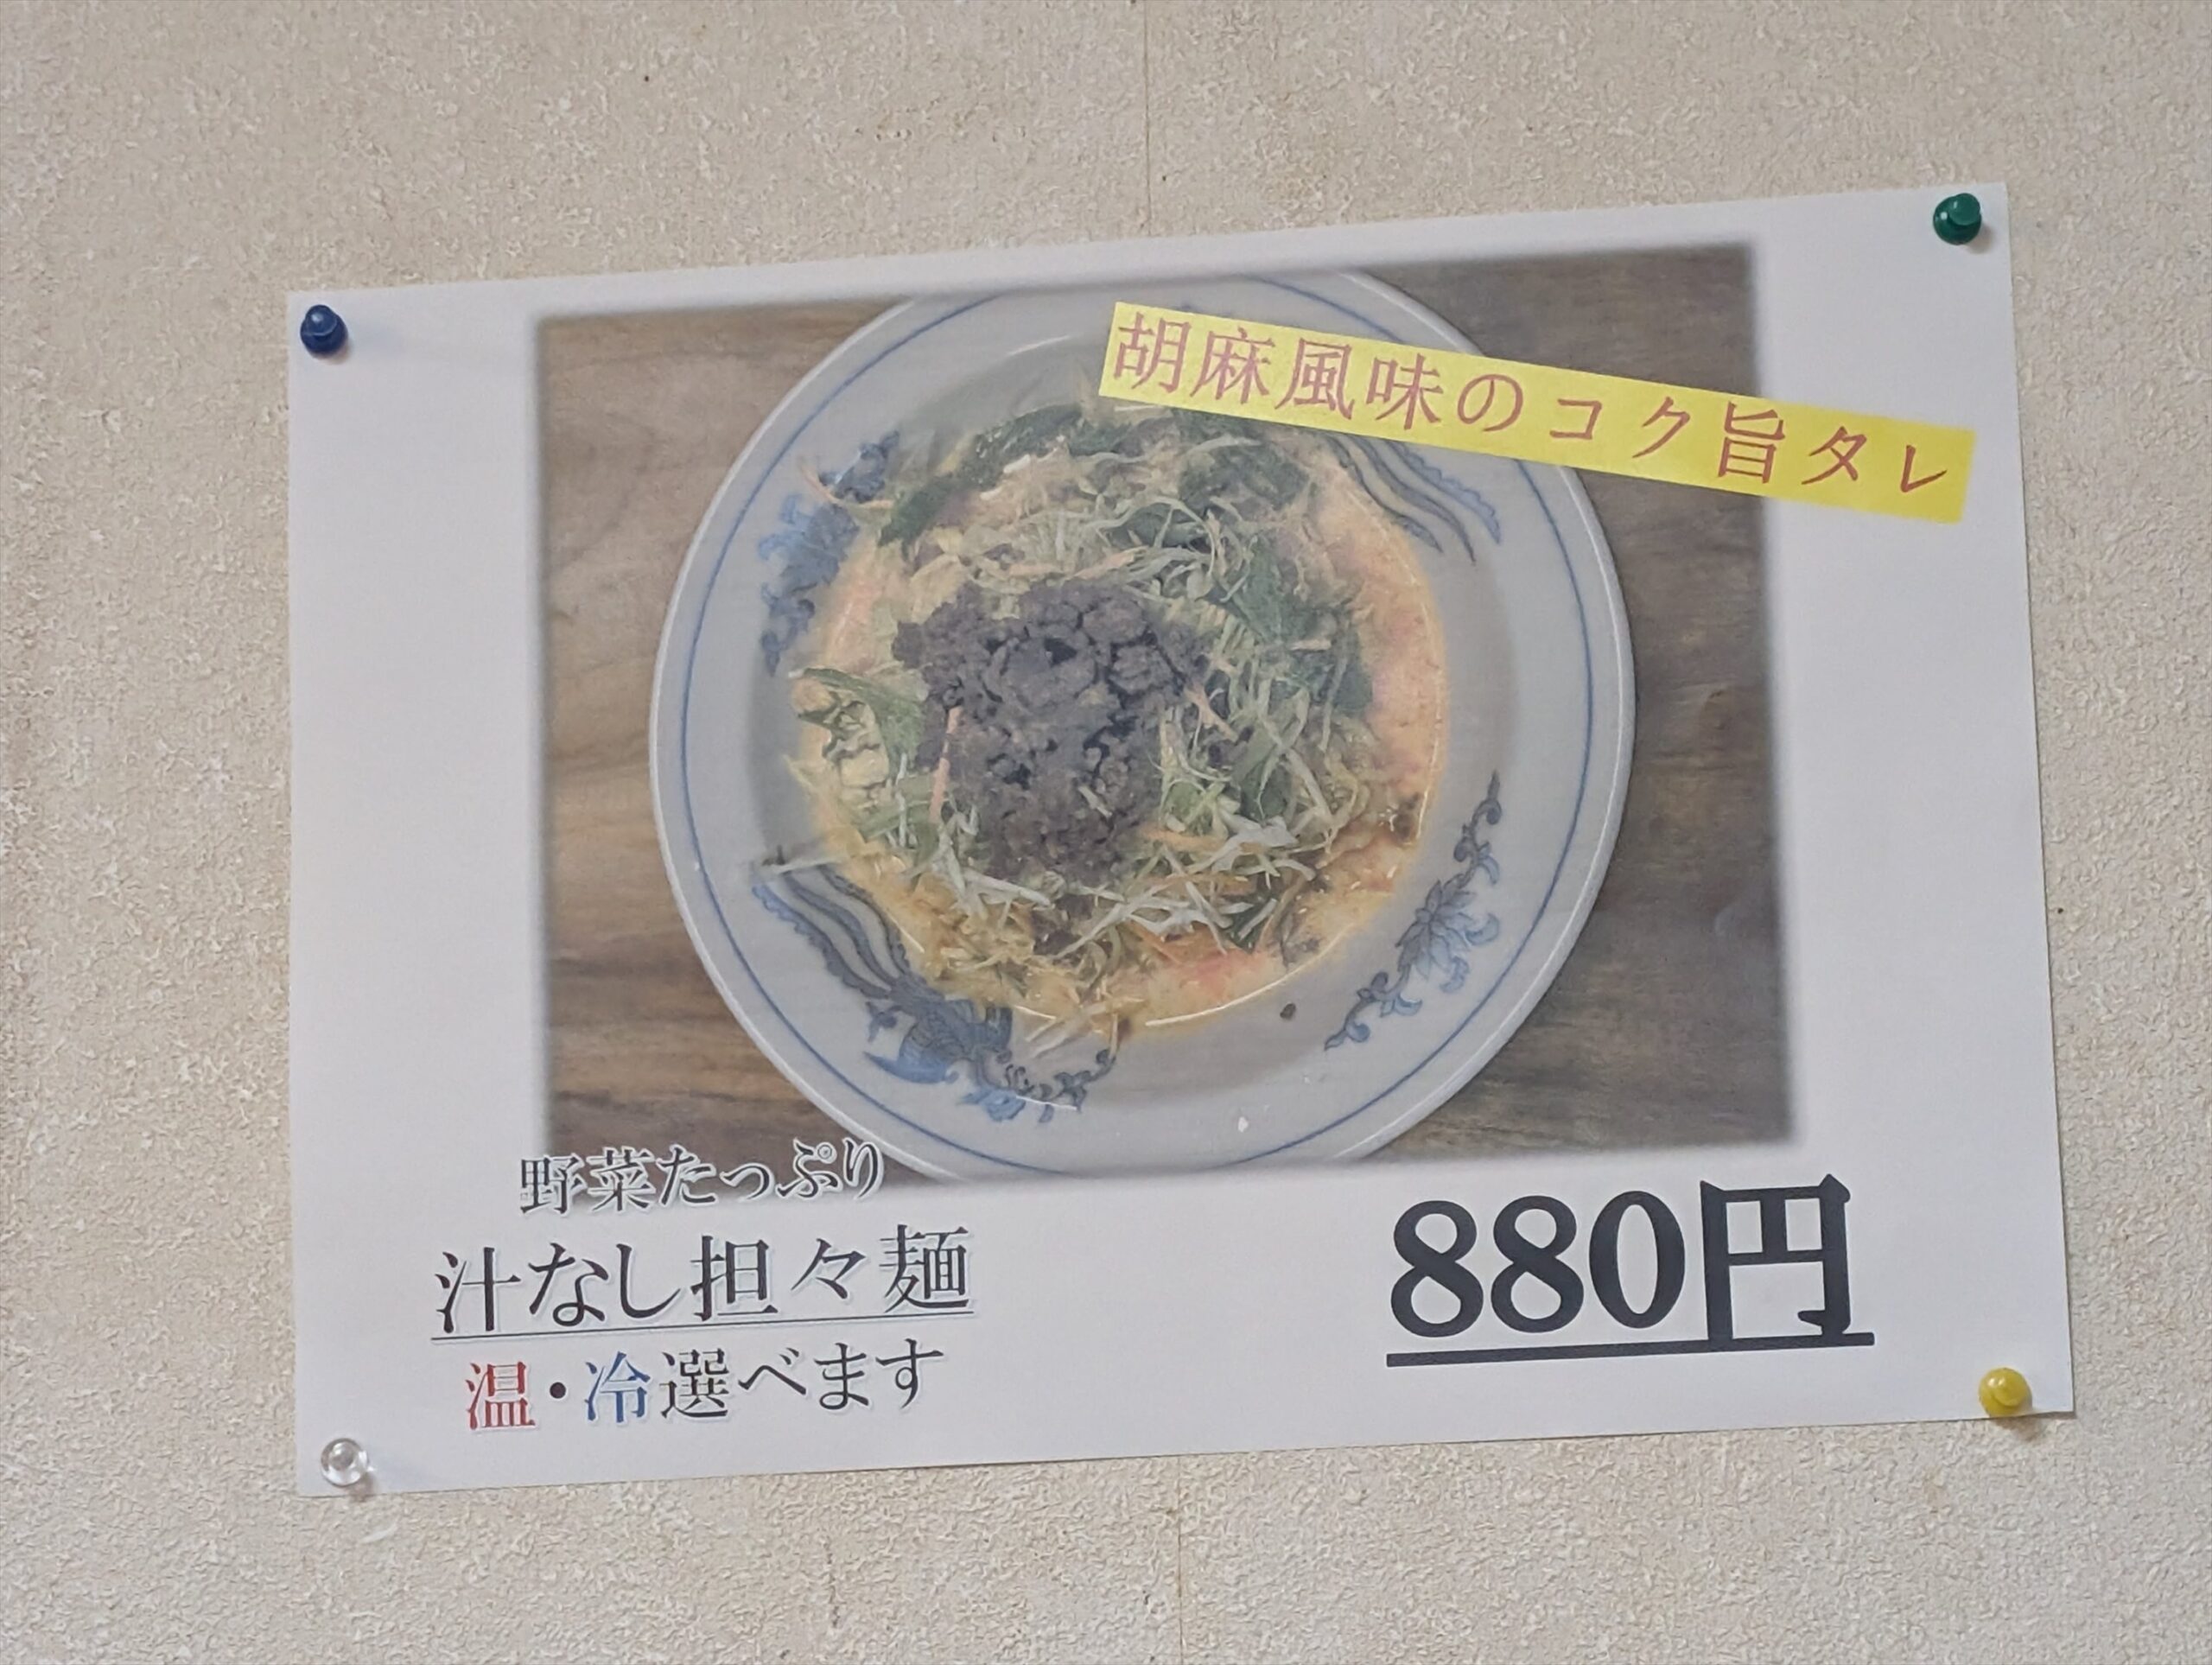 胡麻風味のコク旨タレ
野菜たっぷり
汁なし担々麺
温・冷選べます
880円